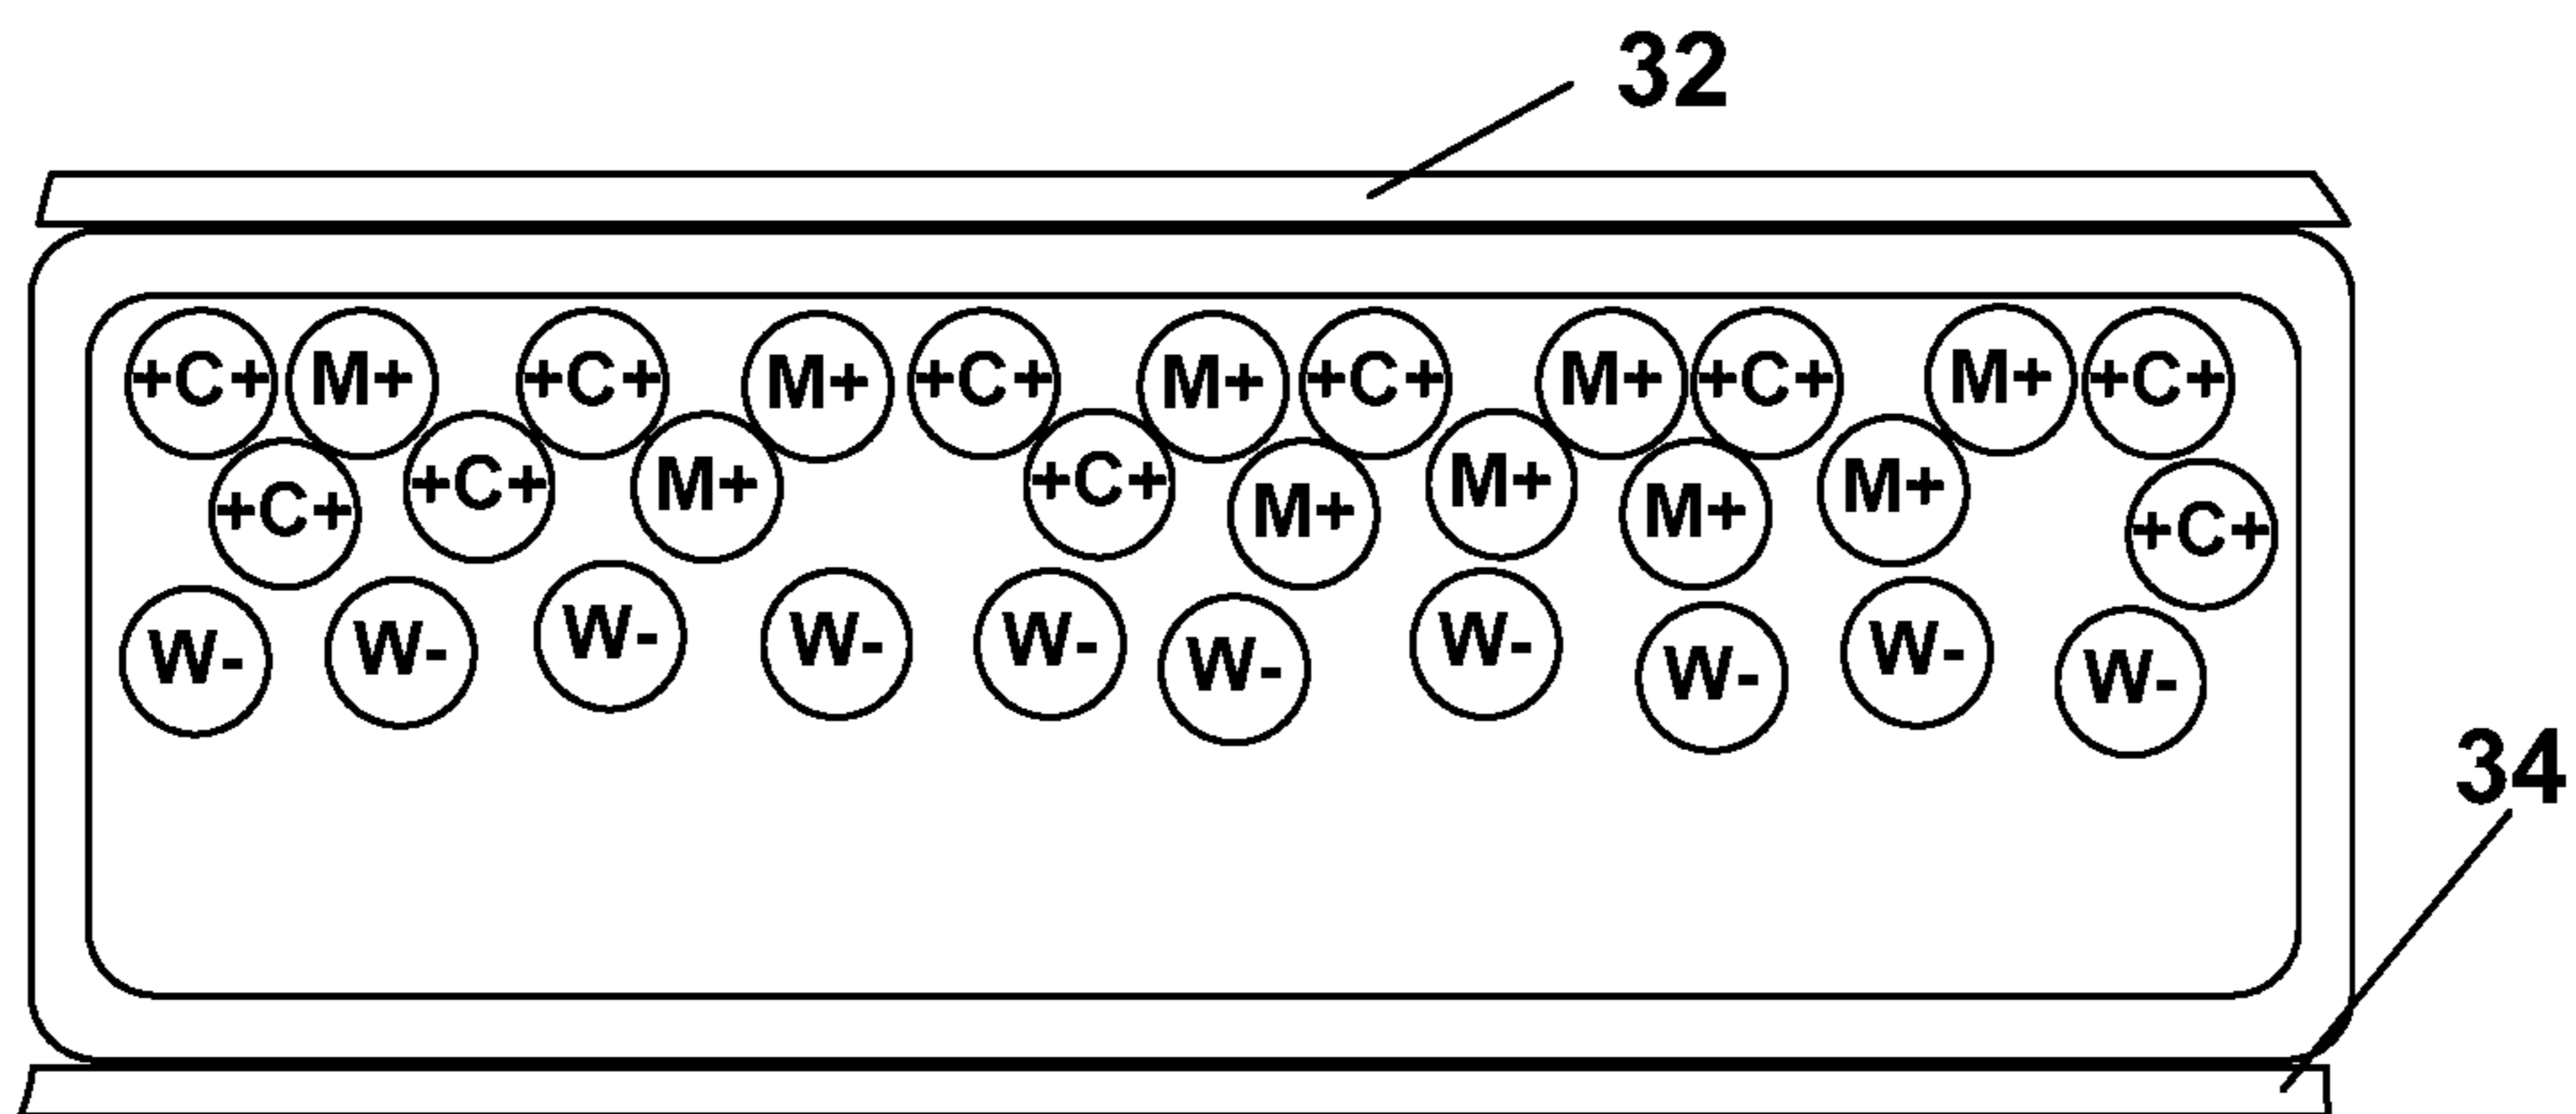 32
+C+ M+ +C+ M+ +C+ M+ +C+ M+ +C+ M+ +C+
+C+ +C+ M+ +C+ M+ M+ M+ M+ +C+
W- W- W- W- W- W- W- W- W- W-
34